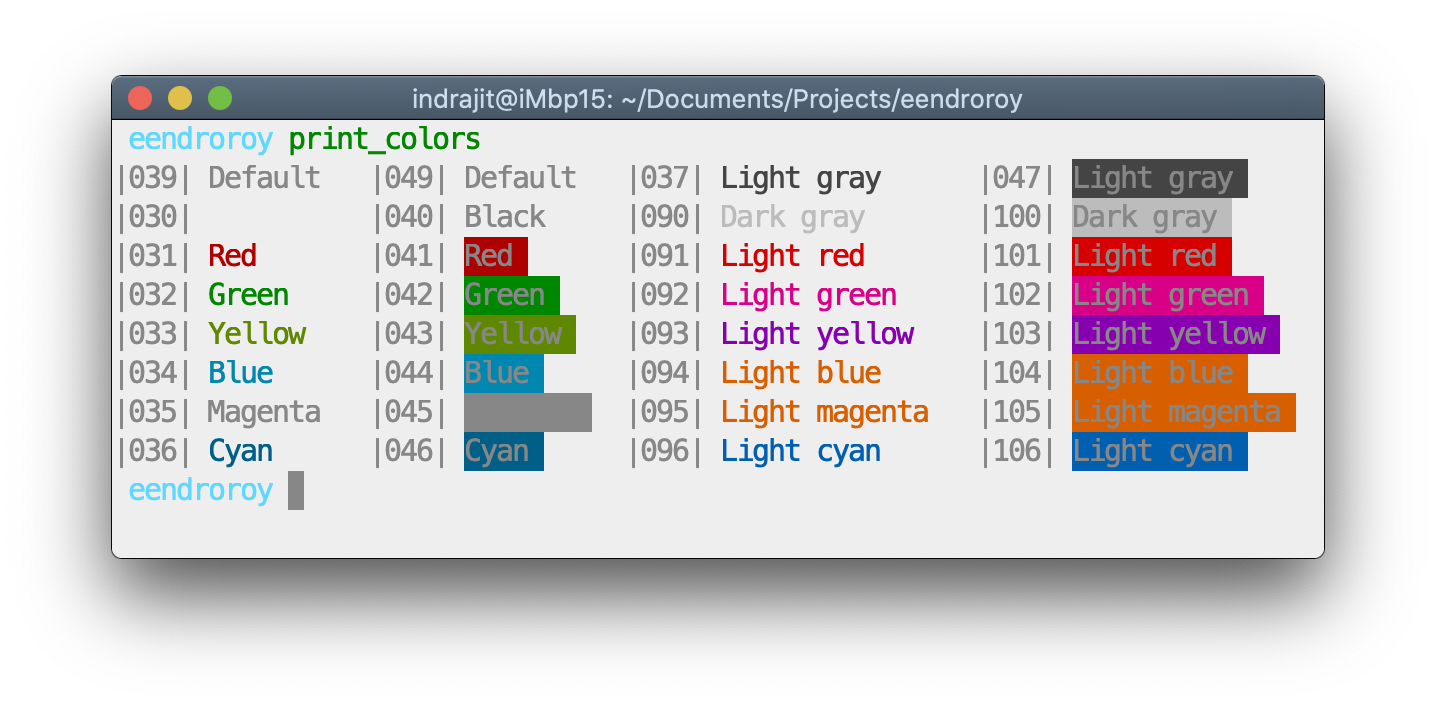 indrajit@iMbp15: ~/Documents/Projects/eendroroy
eendroroy print_colors
|039| Default |049| Default |037| Light gray |047| Light gray
|030| |040| Black |090| Dark gray |100| Dark gray
|031| Red |041| Red |091| Light red |101| Light red
|032| Green |042| Green |092| Light green |102| Light green
|033| Yellow |043| Yellow |093| Light yellow |103| Light yellow
|034| Blue |044| Blue |094| Light blue |104| Light blue
|035| Magenta |045| |095| Light magenta |105| Light magenta
|036| Cyan |046| Cyan |096| Light cyan |106| Light cyan
eendroroy